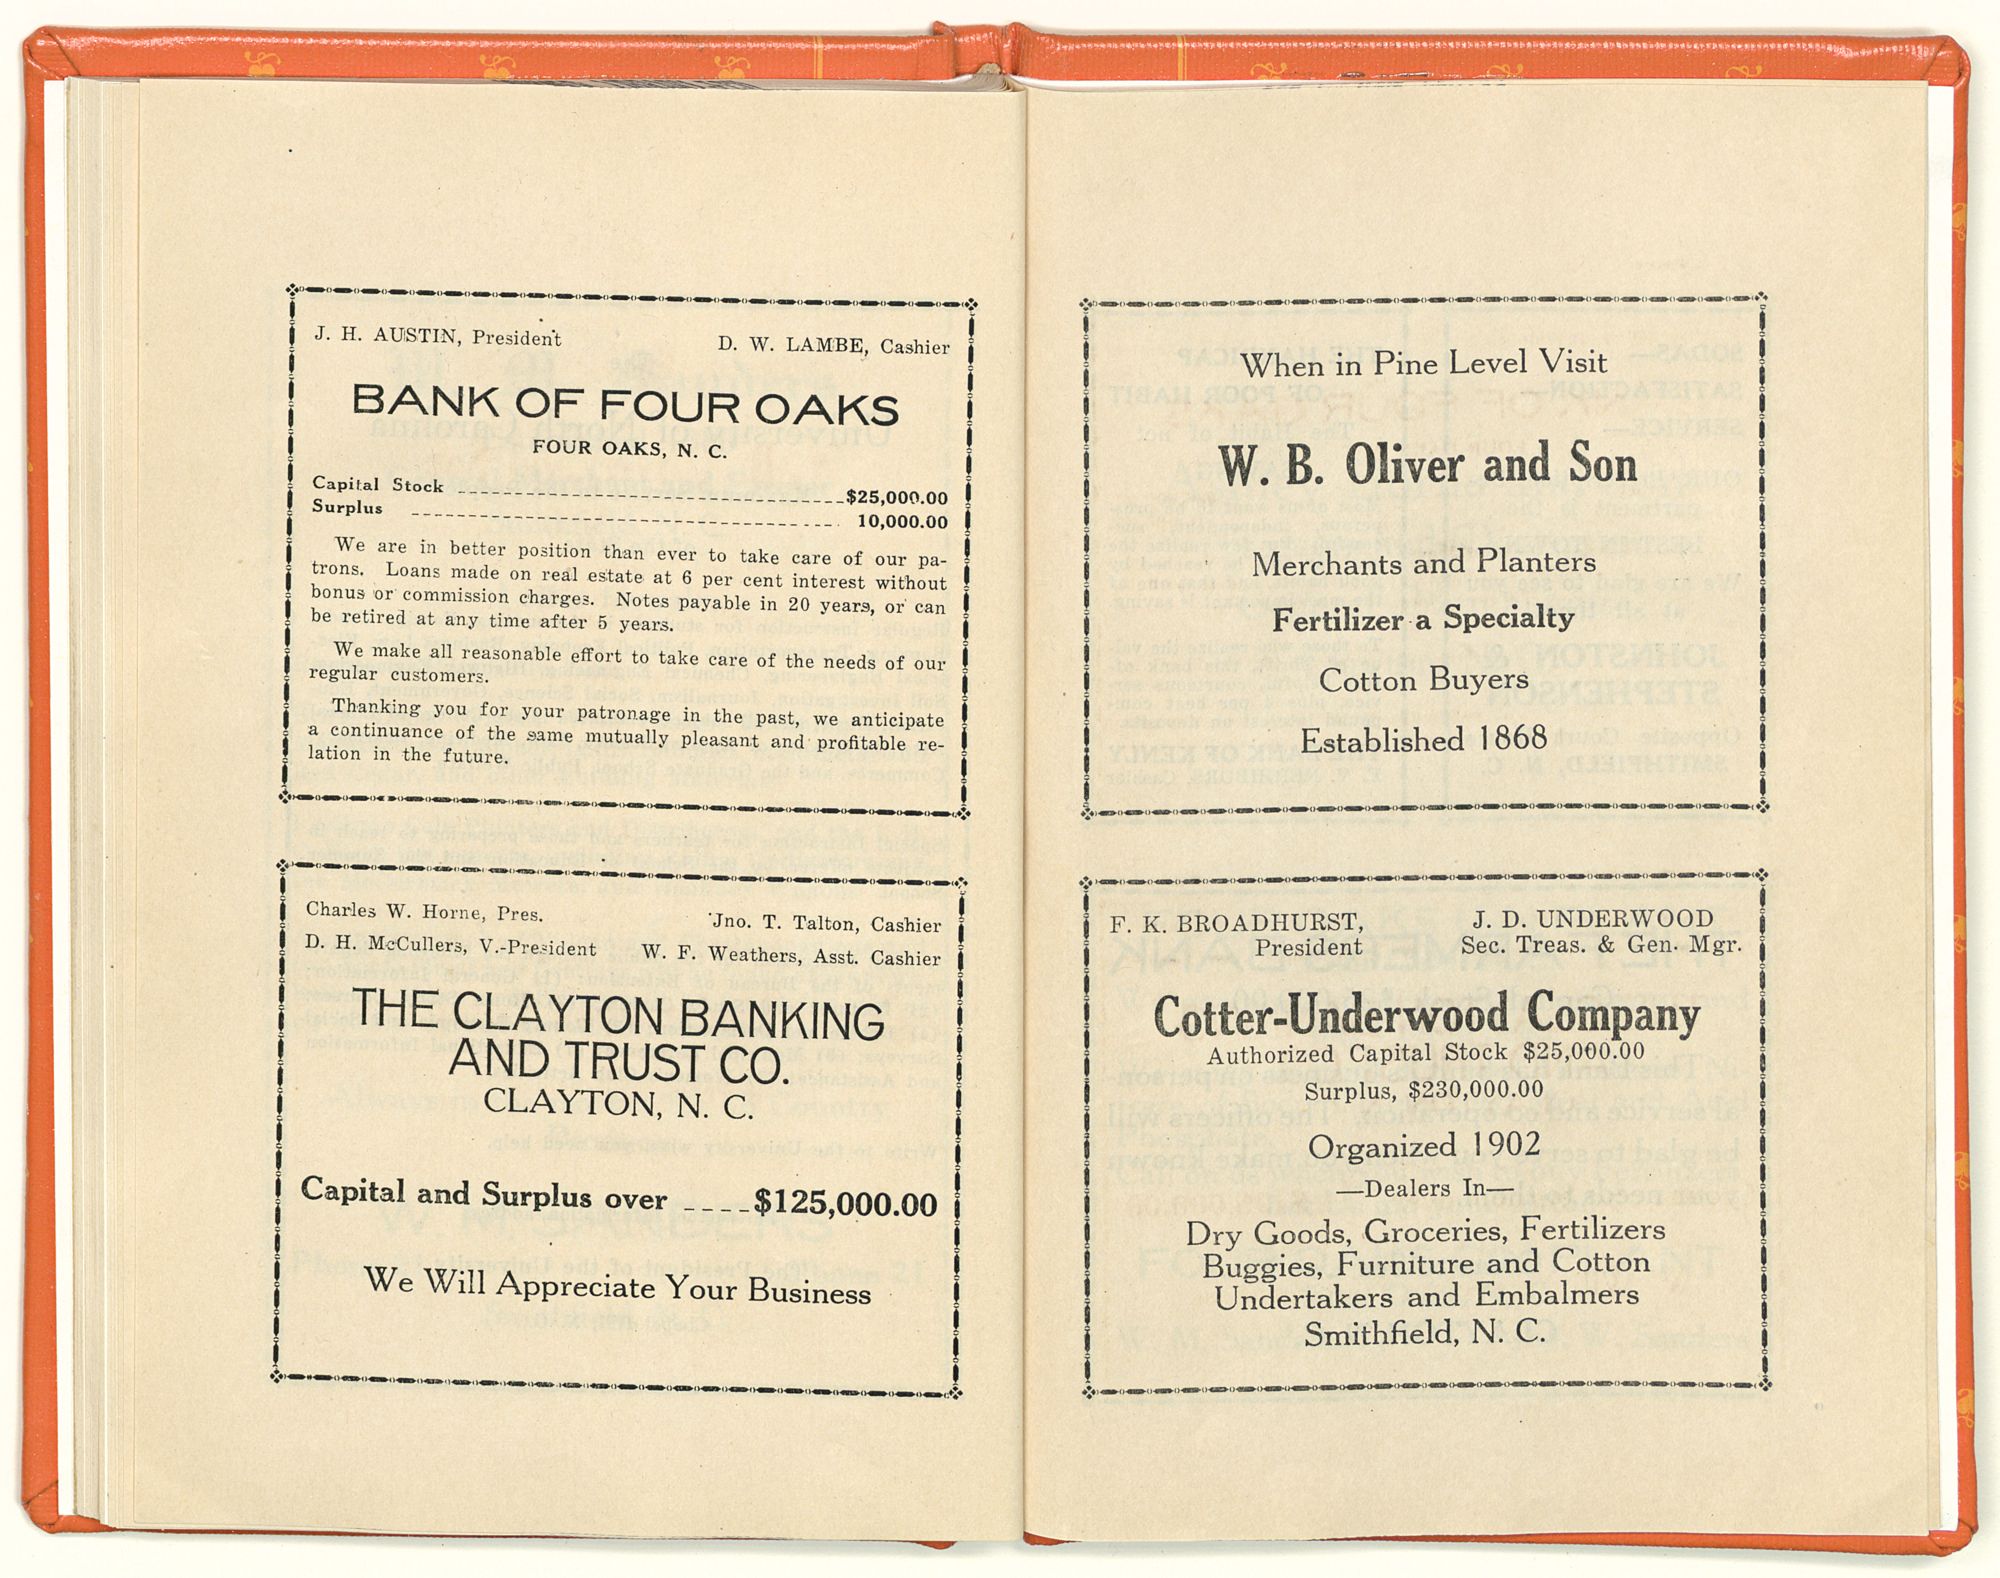 J. H. AUSTIN, President D. W. LAMBE, Cashier
BANK OF FOUR OAKS
FOUR OAKS, N. C.
Capital Stock $25,000.00
Surplus 10,000.00
We are in better position than ever to take care of our pa-
trons. Loans made on real estate at 6 per cent interest without
bonus or commission charges. Notes payable in 20 years, or can
be retired at any time after 5 years.
We make all reasonable effort to take care of the needs of our
regular customers.
Thanking you for your patronage in the past, we anticipate
a continuance of the same mutually pleasant and profitable re-
lation in the future.
Charles W. Horne, Pres. Jno. T. Talton, Cashier
D. H. McCullers, V.-President W. F. Weathers, Asst. Cashier
THE CLAYTON BANKING
AND TRUST CO.
CLAYTON, N. C.
Capital and Surplus over ____$125,000.00
We Will Appreciate Your Business
When in Pine Level Visit
W. B. Oliver and Son
Merchants and Planters
Fertilizer a Specialty
Cotton Buyers
Established 1868
F. K. BROADHURST, J. D. UNDERWOOD
President Sec. Treas. & Gen. Mgr.
Cotter-Underwood Company
Authorized Capital Stock $25,000.00
Surplus, $230,000.00
Organized 1902
—Dealers In—
Dry Goods, Groceries, Fertilizers
Buggies, Furniture and Cotton
Undertakers and Embalmers
Smithfield, N. C.